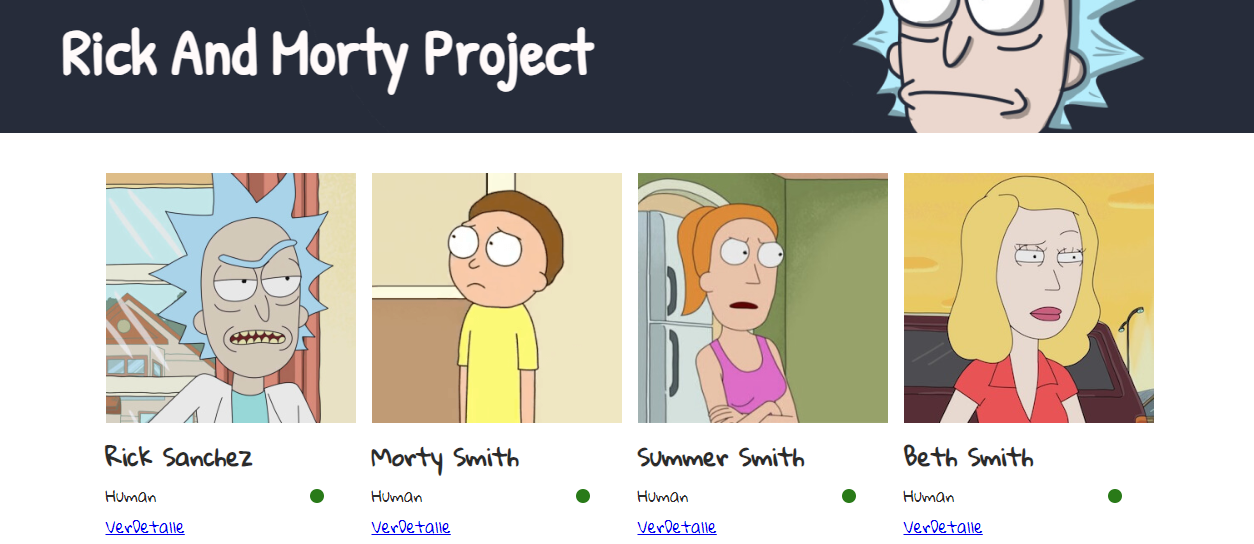 Rick And Morty Project
Rick Sanchez
Human
VerDetalle
Morty Smith
Human
VerDetalle
Summer Smith
Human
VerDetalle
Beth Smith
Human
VerDetalle